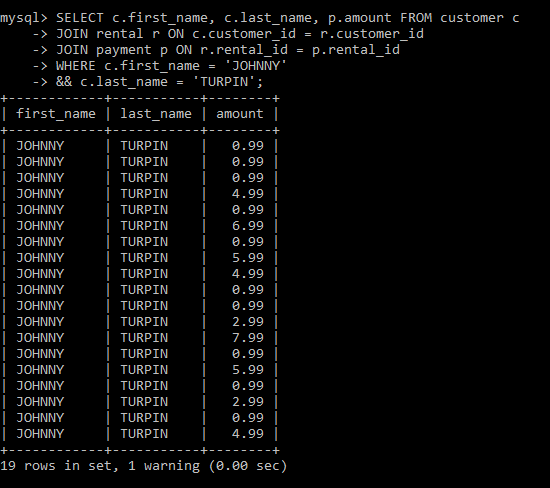 mysql> SELECT c.first_name, c.last_name, p.amount FROM customer c
    -> JOIN rental r ON c.customer_id = r.customer_id
    -> JOIN payment p ON r.rental_id = p.rental_id
    -> WHERE c.first_name = 'JOHNNY'
    -> && c.last_name = 'TURPIN';
+------------+-----------+--------+
| first_name | last_name | amount |
+------------+-----------+--------+
| JOHNNY     | TURPIN    |   0.99 |
| JOHNNY     | TURPIN    |   0.99 |
| JOHNNY     | TURPIN    |   0.99 |
| JOHNNY     | TURPIN    |   4.99 |
| JOHNNY     | TURPIN    |   0.99 |
| JOHNNY     | TURPIN    |   6.99 |
| JOHNNY     | TURPIN    |   0.99 |
| JOHNNY     | TURPIN    |   5.99 |
| JOHNNY     | TURPIN    |   4.99 |
| JOHNNY     | TURPIN    |   0.99 |
| JOHNNY     | TURPIN    |   0.99 |
| JOHNNY     | TURPIN    |   2.99 |
| JOHNNY     | TURPIN    |   7.99 |
| JOHNNY     | TURPIN    |   0.99 |
| JOHNNY     | TURPIN    |   5.99 |
| JOHNNY     | TURPIN    |   0.99 |
| JOHNNY     | TURPIN    |   2.99 |
| JOHNNY     | TURPIN    |   0.99 |
| JOHNNY     | TURPIN    |   4.99 |
+------------+-----------+--------+
19 rows in set, 1 warning (0.00 sec)